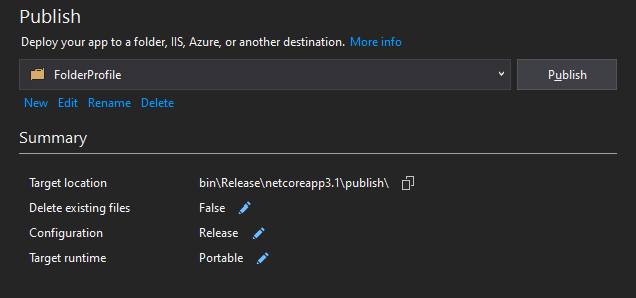 Publish
Deploy your app to a folder, IIS, Azure, or another destination. More info
FolderProfile
Publish
New Edit Rename Delete
Summary
Target location bin\Release\netcoreapp3.1\publish\
Delete existing files False
Configuration Release
Target runtime Portable